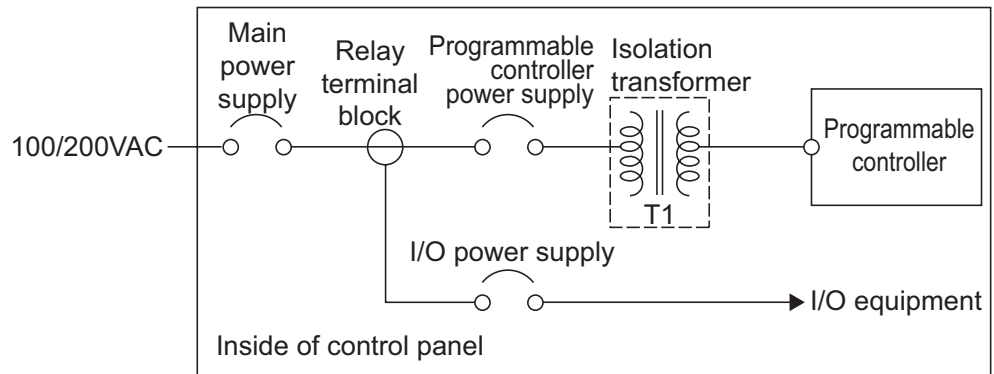 Main
power
supply
Relay
terminal
block
Programmable
controller
power supply
Isolation
transformer
100/200VAC
Programmable
controller
T1
I/O power supply
I/O equipment
Inside of control panel